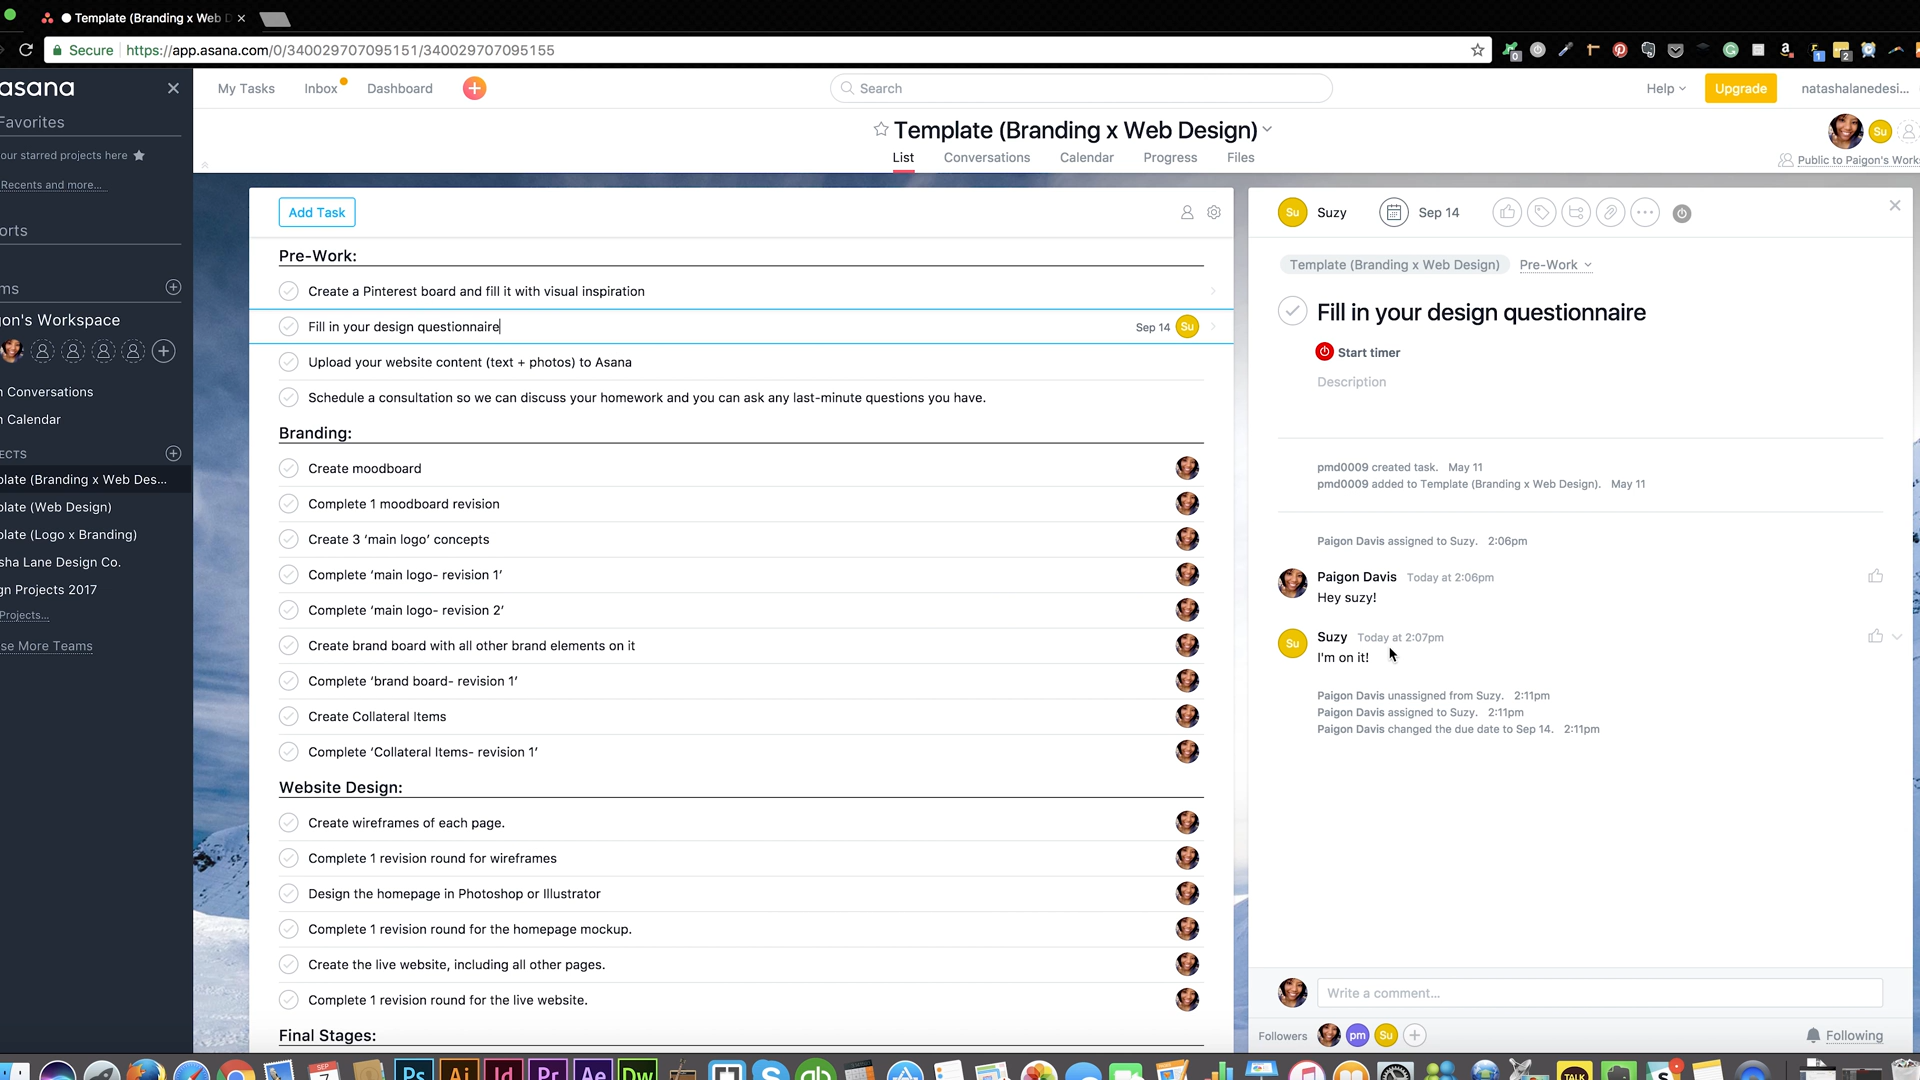 Template (Branding x Web D
Secure
https://app.asana.com/0/340029707095151/340029707095155
0
1
2
asana
My Tasks
Inbox
Dashboard
Search
Help
Upgrade
natashalanedesi...
Favorites
our starred projects here
Recents and more...
orts
ms
on's Workspace
n Conversations
n Calendar
ECTS
plate (Branding x Web Des...
plate (Web Design)
plate (Logo x Branding)
sha Lane Design Co.
gn Projects 2017
Projects...
se More Teams
Template (Branding x Web Design)
List
Conversations
Calendar
Progress
Files
Su
Public to Paigon's Works
Add Task
Pre-Work:
Create a Pinterest board and fill it with visual inspiration
Fill in your design questionnaire
Sep 14
Su
Upload your website content (text + photos) to Asana
Schedule a consultation so we can discuss your homework and you can ask any last-minute questions you have.
Branding:
Create moodboard
Complete 1 moodboard revision
Create 3 ‘main logo’ concepts
Complete ‘main logo- revision 1’
Complete ‘main logo- revision 2’
Create brand board with all other brand elements on it
Complete ‘brand board- revision 1’
Create Collateral Items
Complete ‘Collateral Items- revision 1’
Website Design:
Create wireframes of each page.
Complete 1 revision round for wireframes
Design the homepage in Photoshop or Illustrator
Complete 1 revision round for the homepage mockup.
Create the live website, including all other pages.
Complete 1 revision round for the live website.
Final Stages:
Su
Suzy
Sep 14
Template (Branding x Web Design)
Pre-Work
Fill in your design questionnaire
Start timer
Description
pmd0009 created task. May 11
pmd0009 added to Template (Branding x Web Design). May 11
Paigon Davis assigned to Suzy. 2:06pm
Paigon Davis Today at 2:06pm
Hey suzy!
Su
Suzy Today at 2:07pm
I'm on it!
Paigon Davis unassigned from Suzy. 2:11pm
Paigon Davis assigned to Suzy. 2:11pm
Paigon Davis changed the due date to Sep 14. 2:11pm
Write a comment...
Followers
pm
Su
Following
SEP
7
Ps
Ai
Id
Pr
Ae
Dw
S
qb
TALK
S